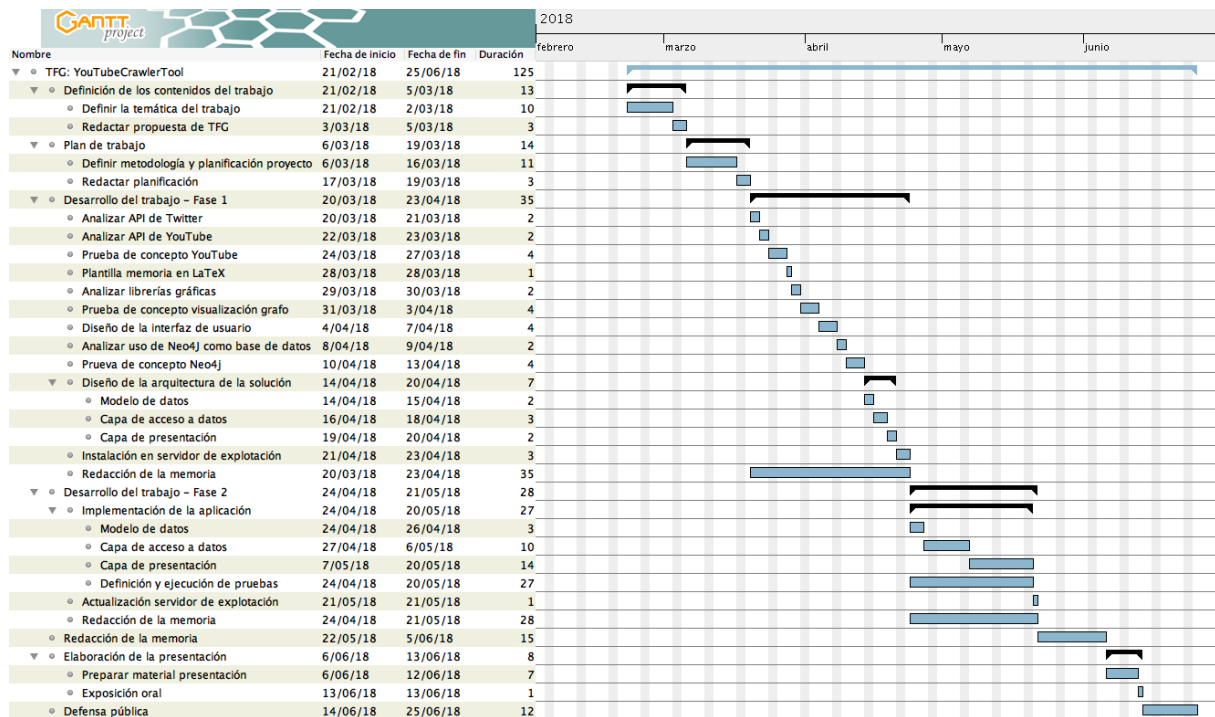 GANTT project
2018
febrero marzo abril mayo junio
Nombre Fecha de inicio Fecha de fin Duración
TFG: YouTubeCrawlerTool 21/02/18 25/06/18 125
Definición de los contenidos del trabajo 21/02/18 5/03/18 13
Definir la temática del trabajo 21/02/18 2/03/18 10
Redactar propuesta de TFG 3/03/18 5/03/18 3
Plan de trabajo 6/03/18 19/03/18 14
Definir metodología y planificación proyecto 6/03/18 16/03/18 11
Redactar planificación 17/03/18 19/03/18 3
Desarrollo del trabajo – Fase 1 20/03/18 23/04/18 35
Analizar API de Twitter 20/03/18 21/03/18 2
Analizar API de YouTube 22/03/18 23/03/18 2
Prueba de concepto YouTube 24/03/18 27/03/18 4
Plantilla memoria en LaTeX 28/03/18 28/03/18 1
Analizar librerías gráficas 29/03/18 30/03/18 2
Prueba de concepto visualización grafo 31/03/18 3/04/18 4
Diseño de la interfaz de usuario 4/04/18 7/04/18 4
Analizar uso de Neo4J como base de datos 8/04/18 9/04/18 2
Prueva de concepto Neo4j 10/04/18 13/04/18 4
Diseño de la arquitectura de la solución 14/04/18 20/04/18 7
Modelo de datos 14/04/18 15/04/18 2
Capa de acceso a datos 16/04/18 18/04/18 3
Capa de presentación 19/04/18 20/04/18 2
Instalación en servidor de explotación 21/04/18 23/04/18 3
Redacción de la memoria 20/03/18 23/04/18 35
Desarrollo del trabajo – Fase 2 24/04/18 21/05/18 28
Implementación de la aplicación 24/04/18 20/05/18 27
Modelo de datos 24/04/18 26/04/18 3
Capa de acceso a datos 27/04/18 6/05/18 10
Capa de presentación 7/05/18 20/05/18 14
Definición y ejecución de pruebas 24/04/18 20/05/18 27
Actualización servidor de explotación 21/05/18 21/05/18 1
Redacción de la memoria 24/04/18 21/05/18 28
Redacción de la memoria 22/05/18 5/06/18 15
Elaboración de la presentación 6/06/18 13/06/18 8
Preparar material presentación 6/06/18 12/06/18 7
Exposición oral 13/06/18 13/06/18 1
Defensa pública 14/06/18 25/06/18 12